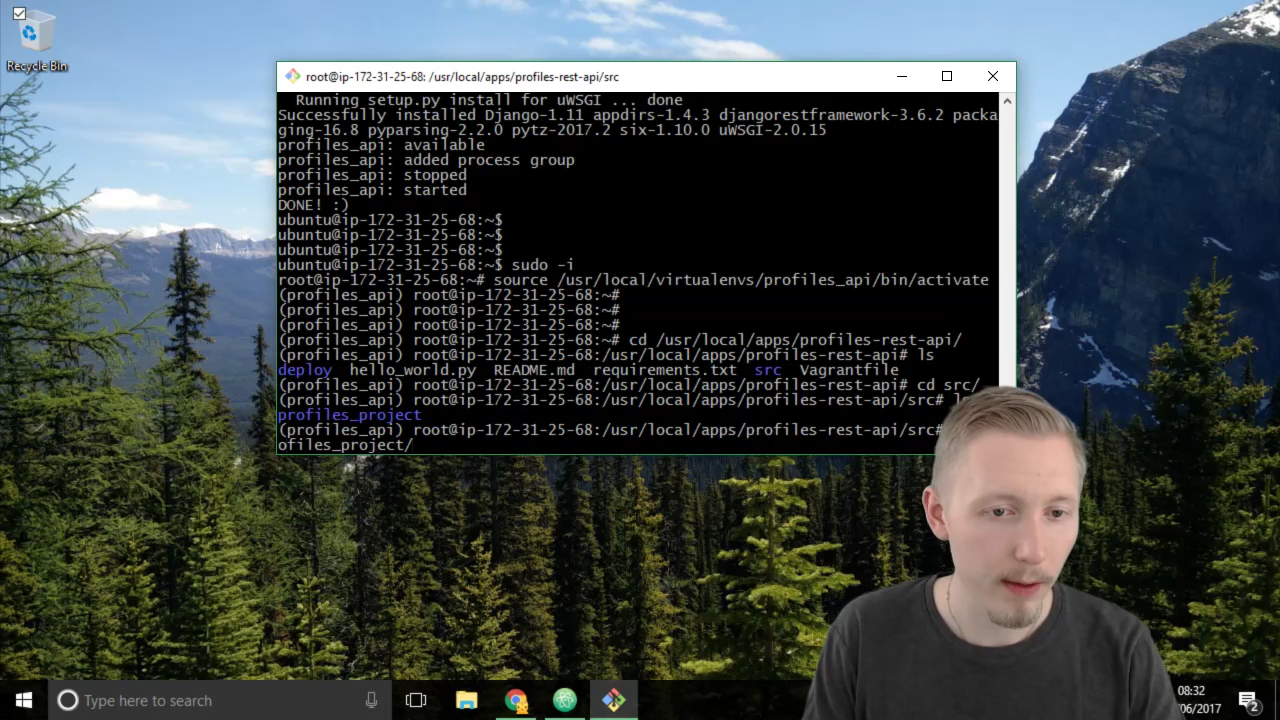 Recycle Bin
root@ip-172-31-25-68: /usr/local/apps/profiles-rest-api/src
Running setup.py install for uWSGI ... done
Successfully installed Django-1.11 appdirs-1.4.3 djangorestframework-3.6.2 packa
ging-16.8 pyparsing-2.2.0 pytz-2017.2 six-1.10.0 uWSGI-2.0.15
profiles_api: available
profiles_api: added process group
profiles_api: stopped
profiles_api: started
DONE! :)
ubuntu@ip-172-31-25-68:~$
ubuntu@ip-172-31-25-68:~$
ubuntu@ip-172-31-25-68:~$
ubuntu@ip-172-31-25-68:~$ sudo -i
root@ip-172-31-25-68:~# source /usr/local/virtualenvs/profiles_api/bin/activate
(profiles_api) root@ip-172-31-25-68:~#
(profiles_api) root@ip-172-31-25-68:~#
(profiles_api) root@ip-172-31-25-68:~#
(profiles_api) root@ip-172-31-25-68:~# cd /usr/local/apps/profiles-rest-api/
(profiles_api) root@ip-172-31-25-68:/usr/local/apps/profiles-rest-api# ls
deploy hello_world.py README.md requirements.txt src Vagrantfile
(profiles_api) root@ip-172-31-25-68:/usr/local/apps/profiles-rest-api# cd src/
(profiles_api) root@ip-172-31-25-68:/usr/local/apps/profiles-rest-api/src#
profiles_project
(profiles_api) root@ip-172-31-25-68:/usr/local/apps/profiles-rest-api/src#
ofiles_project/
Type here to search
08:32
/06/2017
2